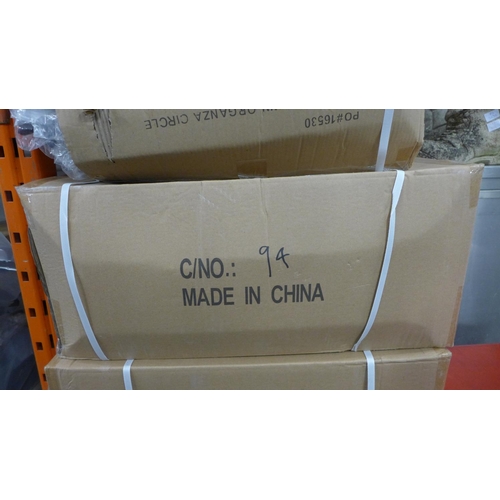 ORGANZA CIRCLE
PO#16530
C/NO.: 94
MADE IN CHINA